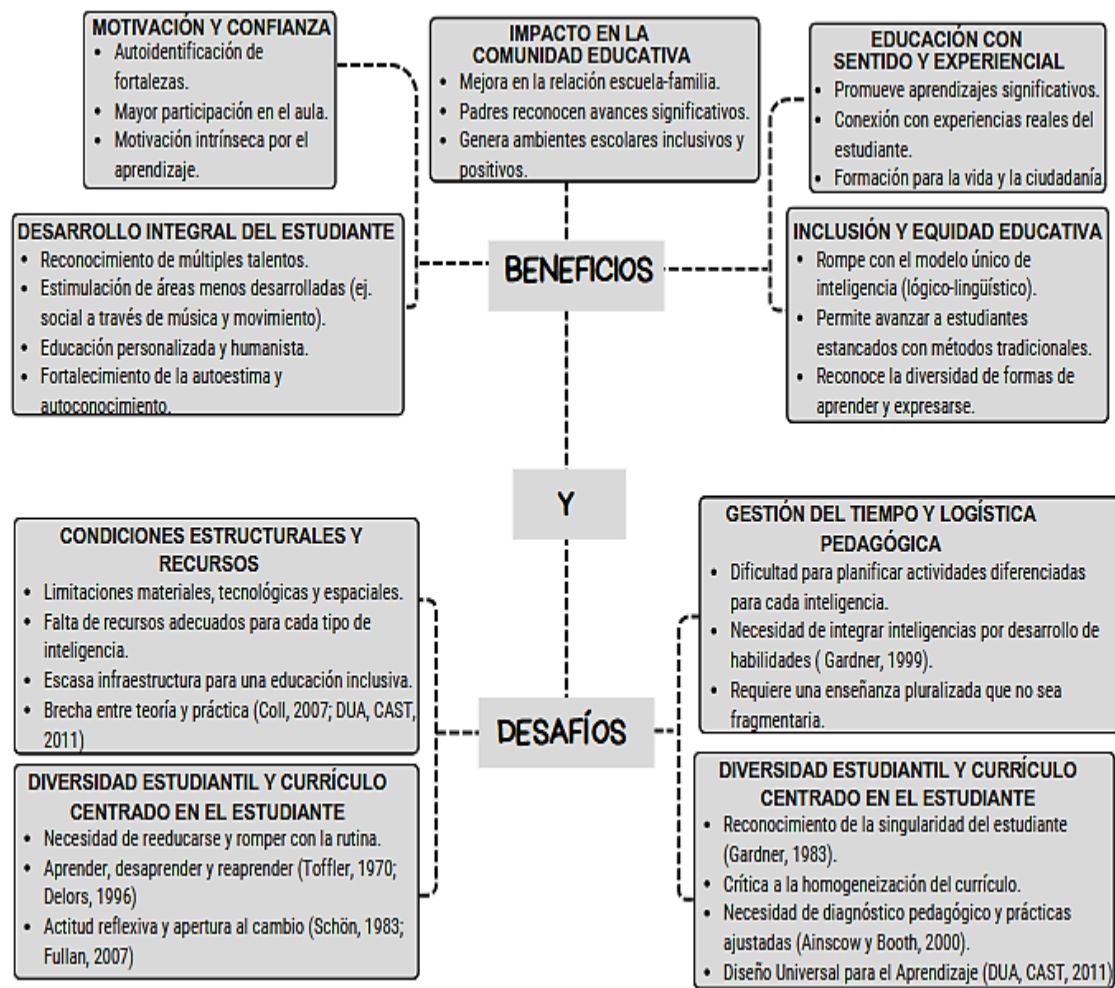 MOTIVACIÓN Y CONFIANZA
• Autoidentificación de
fortalezas.
• Mayor participación en el aula.
• Motivación intrínseca por el
aprendizaje.
IMPACTO EN LA
COMUNIDAD EDUCATIVA
• Mejora en la relación escuela-familia.
• Padres reconocen avances significativos.
• Genera ambientes escolares inclusivos y
positivos.
EDUCACIÓN CON
SENTIDO Y EXPERIENCIAL
• Promueve aprendizajes significativos.
• Conexión con experiencias reales del
estudiante.
• Formación para la vida y la ciudadanía
DESARROLLO INTEGRAL DEL ESTUDIANTE
• Reconocimiento de múltiples talentos.
• Estimulación de áreas menos desarrolladas (ej.
social a través de música y movimiento).
• Educación personalizada y humanista.
• Fortalecimiento de la autoestima y
autoconocimiento.
BENEFICIOS
INCLUSIÓN Y EQUIDAD EDUCATIVA
• Rompe con el modelo único de
inteligencia (lógico-lingüístico).
• Permite avanzar a estudiantes
estancados con métodos tradicionales.
• Reconoce la diversidad de formas de
aprender y expresarse.
Y
CONDICIONES ESTRUCTURALES Y
RECURSOS
• Limitaciones materiales, tecnológicas y espaciales.
• Falta de recursos adecuados para cada tipo de
inteligencia.
• Escasa infraestructura para una educación inclusiva.
• Brecha entre teoría y práctica (Coll, 2007; DUA, CAST,
2011)
GESTIÓN DEL TIEMPO Y LOGÍSTICA
PEDAGÓGICA
• Dificultad para planificar actividades diferenciadas
para cada inteligencia.
• Necesidad de integrar inteligencias por desarrollo de
habilidades ( Gardner, 1999).
• Requiere una enseñanza pluralizada que no sea
fragmentaria.
DESAFÍOS
DIVERSIDAD ESTUDIANTIL Y CURRÍCULO
CENTRADO EN EL ESTUDIANTE
• Necesidad de reeducarse y romper con la rutina.
• Aprender, desaprender y reaprender (Toffler, 1970;
Delors, 1996)
• Actitud reflexiva y apertura al cambio (Schön, 1983;
Fullan, 2007)
DIVERSIDAD ESTUDIANTIL Y CURRÍCULO
CENTRADO EN EL ESTUDIANTE
• Reconocimiento de la singularidad del estudiante
(Gardner, 1983).
• Crítica a la homogeneización del currículo.
• Necesidad de diagnóstico pedagógico y prácticas
ajustadas (Ainscow y Booth, 2000).
• Diseño Universal para el Aprendizaje (DUA, CAST, 2011)